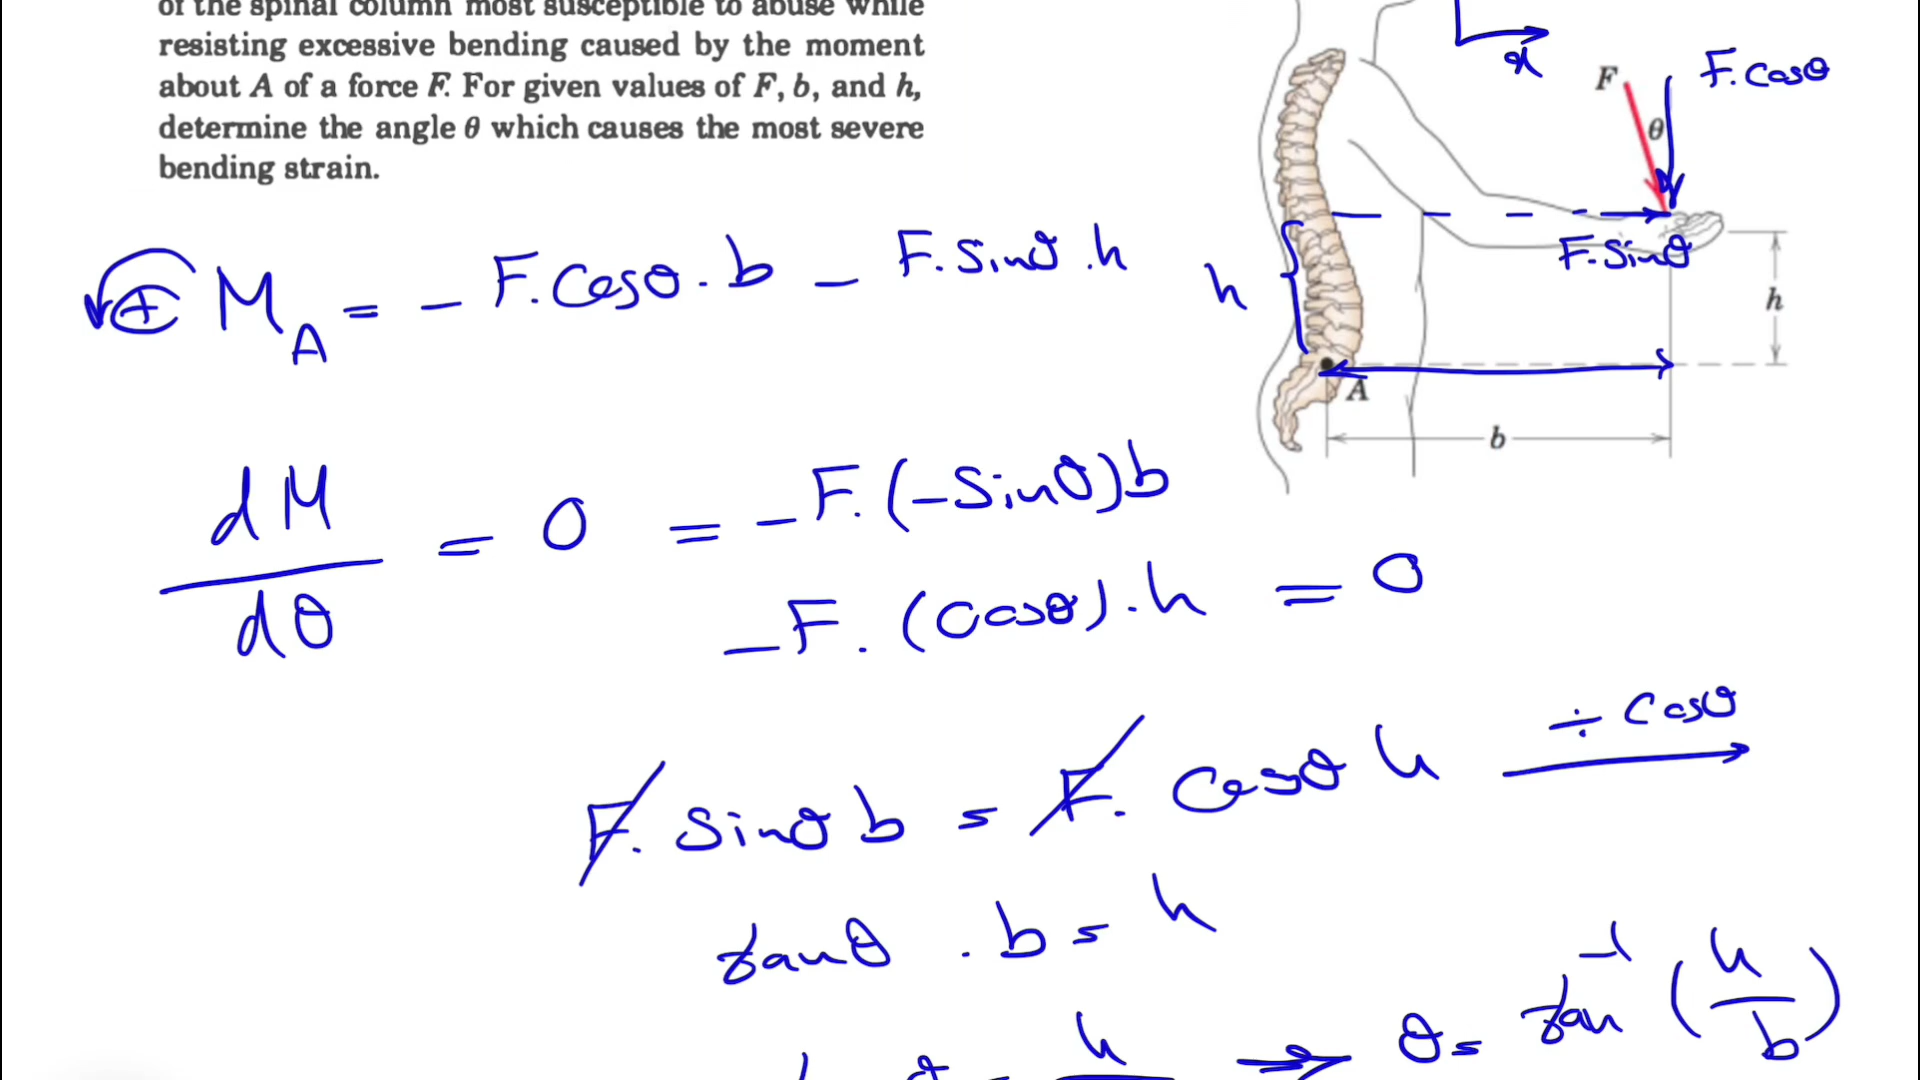 of the spinal column most susceptible to abuse while
resisting excessive bending caused by the moment
about A of a force F. For given values of F, b, and h,
determine the angle θ which causes the most severe
bending strain.
x
F
F. Cosθ
θ
F. Sinθ
h
h
A
b
+ M_A = - F. Cosθ . b - F. Sinθ . h
dM/dθ = 0 = - F. (- Sinθ) b
- F. (Cosθ) . h = 0
F. Sinθ b = F. Cosθ h ÷ Cosθ
tanθ . b = h
h ⇒ θ = tan⁻¹ (h/b)